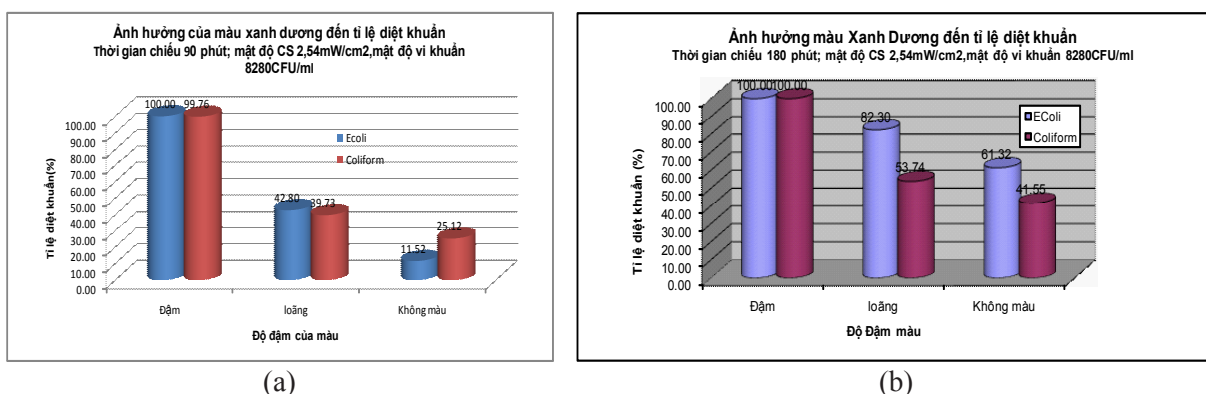 Ảnh hưởng của màu xanh dương đến tỉ lệ diệt khuẩn
Thời gian chiếu 90 phút; mật độ CS 2,54mW/cm2,mật độ vi khuẩn
8280CFU/ml
Tỉ lệ diệt khuẩn(%)
100.00
90.00
80.00
70.00
60.00
50.00
40.00
30.00
20.00
10.00
0.00
100.00 99.76
42.80 39.73
11.52 25.12
EColi
Coliform
Đậm loãng Không màu
Độ đậm của màu
(a)
Ảnh hưởng màu Xanh Dương đến tỉ lệ diệt khuẩn
Thời gian chiếu 180 phút; mật độ CS 2,54mW/cm2,mật độ vi khuẩn 8280CFU/ml
Tỉ lệ diệt khuẩn (%)
100.00
90.00
80.00
70.00
60.00
50.00
40.00
30.00
20.00
10.00
0.00
100.00 100.00
82.30 53.74
61.32 41.55
EColi
Coliform
Đậm loãng Không màu
Độ Đậm màu
(b)